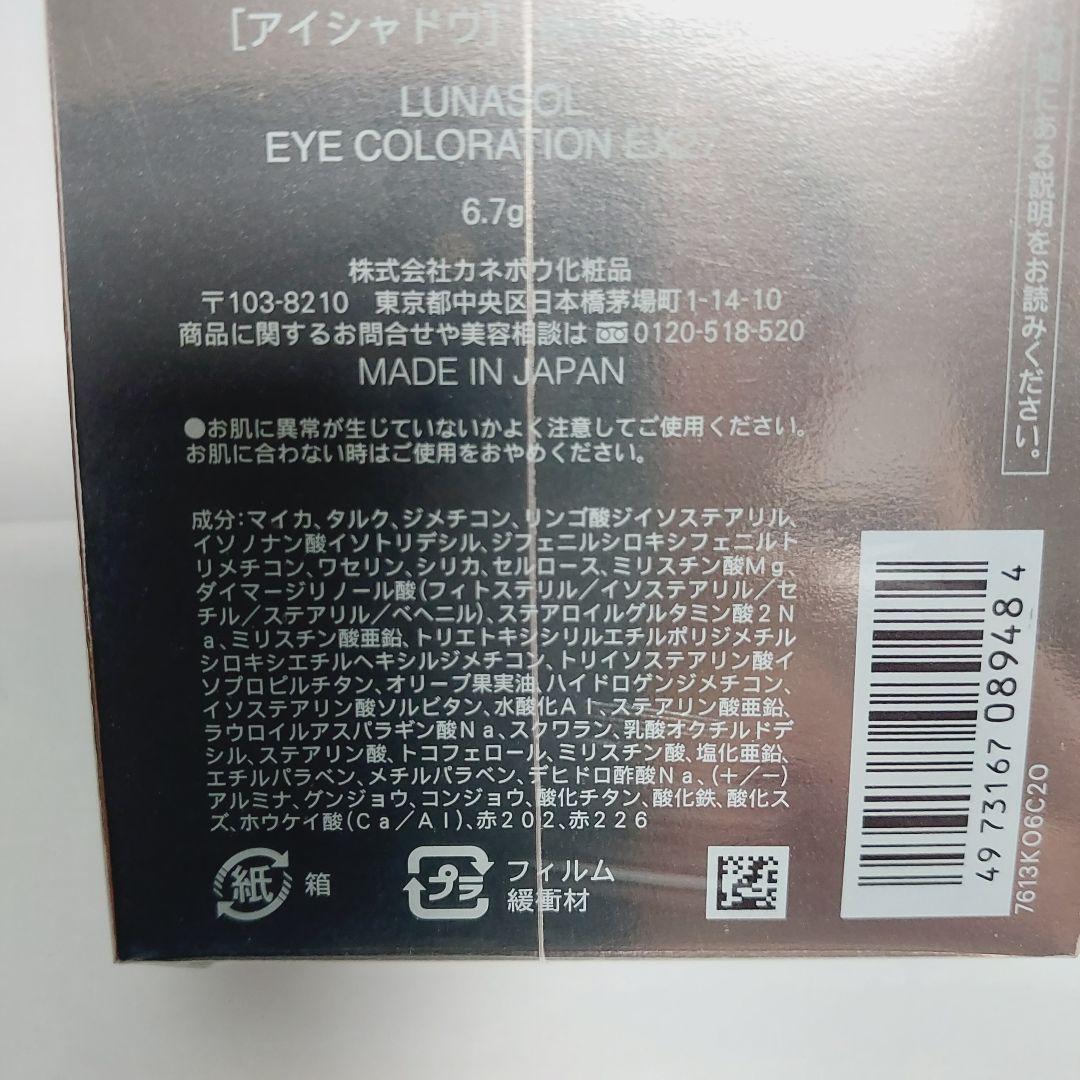 [アイシャドウ]
LUNASOL
EYE COLORATION EX27
6.7g
株式会社カネボウ化粧品
〒103-8210 東京都中央区日本橋茅場町1-14-10
商品に関するお問合せや美容相談は 0120-518-520
MADE IN JAPAN
●お肌に異常が生じていないかよく注意してご使用ください。
お肌に合わない時はご使用をおやめください。
成分:マイカ、タルク、ジメチコン、リンゴ酸ジイソステアリル、
イソノナン酸イソトリデシル、ジフェニルシロキシフェニルト
リメチコン、ワセリン、シリカ、セルロース、ミリスチン酸Mg、
ダイマージリノール酸(フィトステリル/イソステアリル/セ
チル/ステアリル/ベヘニル)、ステアロイルグルタミン酸2N
a、ミリスチン酸亜鉛、トリエトキシシリルエチルポリジメチル
シロキシエチルヘキシルジメチコン、トリイソステアリン酸イ
ソプロピルチタン、オリーブ果実油、ハイドロゲンジメチコン、
イソステアリン酸ソルビタン、水酸化Al、ステアリン酸亜鉛、
ラウロイルアスパラギン酸Na、スクワラン、乳酸オクチルドデ
シル、ステアリン酸、トコフェロール、ミリスチン酸、塩化亜鉛、
エチルパラベン、メチルパラベン、デヒドロ酢酸Na、(+/−)
アルミナ、グンジョウ、コンジョウ、酸化チタン、酸化鉄、酸化ス
ズ、ホウケイ酸(Ca/Al)、赤202、赤226
紙 箱
プラ フィルム
緩衝材
にある説明をお読みください。
4973167089484
7613KO6C2O